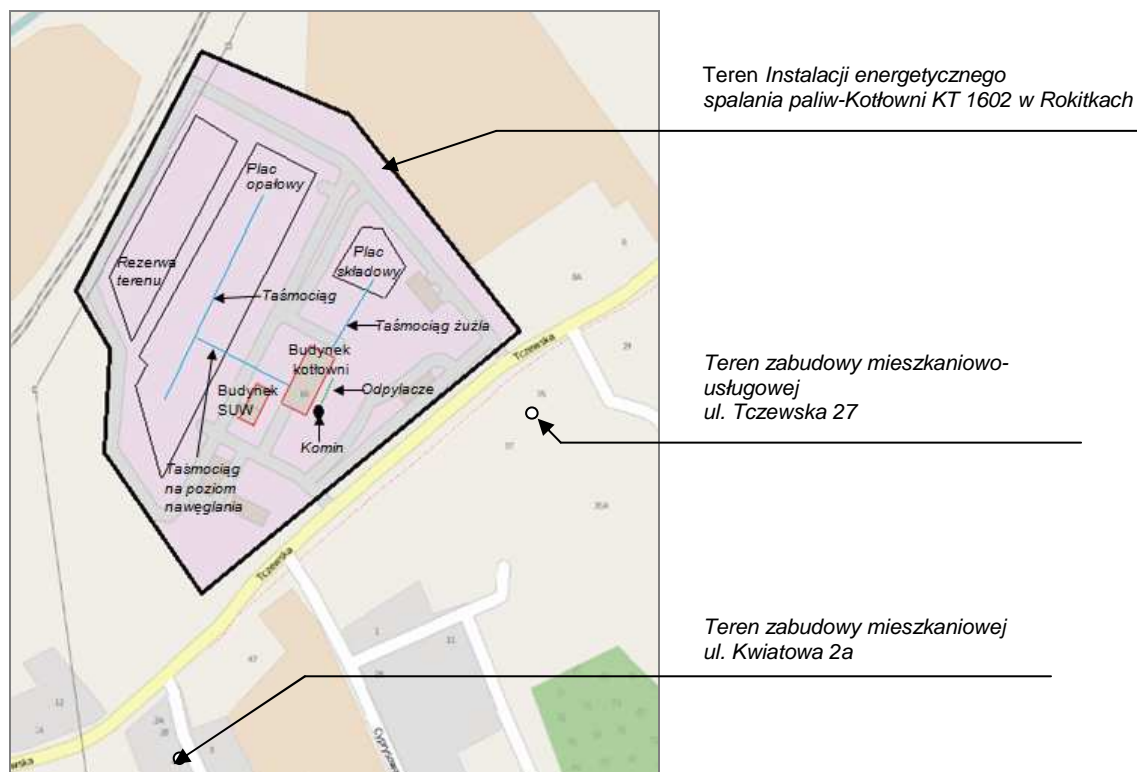 Teren Instalacji energetycznego
spalania paliw-Kotłowni KT 1602 w Rokitkach
Plac
opałowy
Rezerwa
terenu
Plac
składowy
Taśmociąg
Taśmociąg żużla
Budynek
kotłowni
Budynek
SUW
Odpylacze
Komin
Taśmociąg
na poziom
nawęglania
Tczewska
Teren zabudowy mieszkaniowo-
usługowej
ul. Tczewska 27
Tczewska
Teren zabudowy mieszkaniowej
ul. Kwiatowa 2a